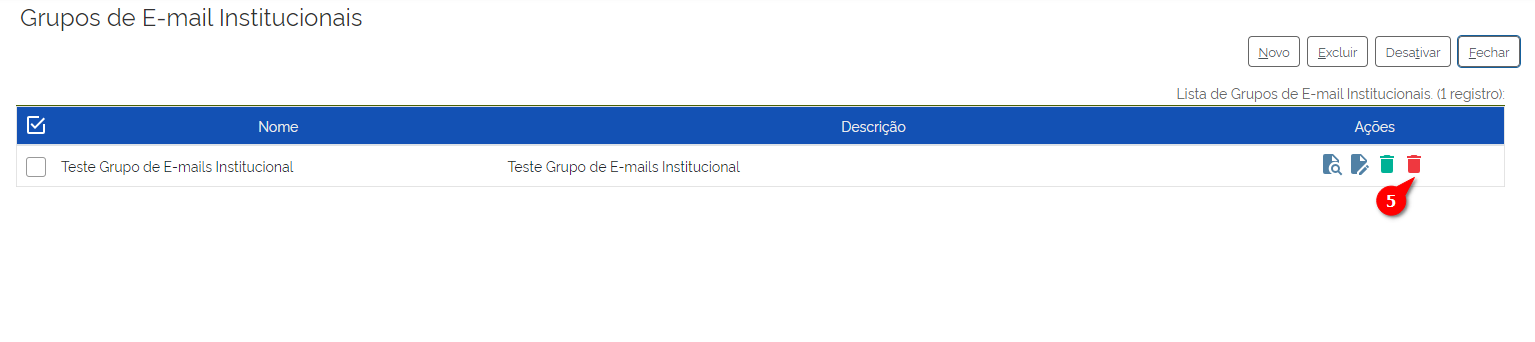 Grupos de E-mail Institucionais
Novo Excluir Desativar Fechar
Lista de Grupos de E-mail Institucionais. (1 registro):
Nome Descrição Ações
Teste Grupo de E-mails Institucional Teste Grupo de E-mails Institucional
5